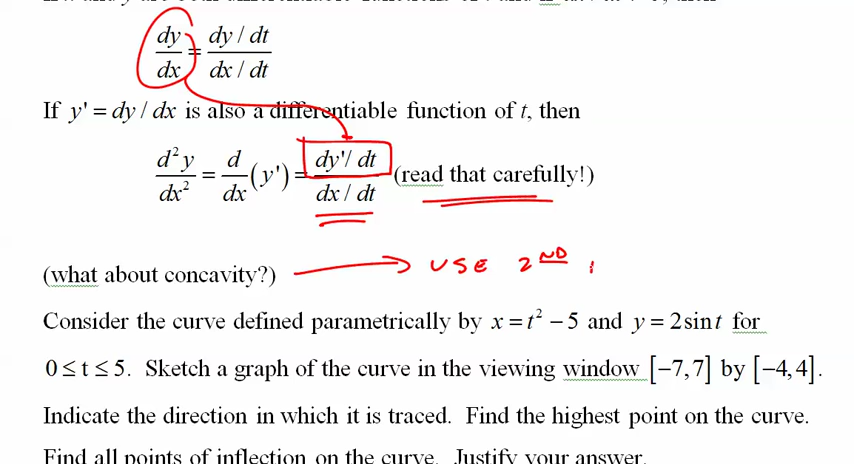 dy/dx = dy / dt / dx / dt
If y' = dy / dx is also a differentiable function of t, then
d²y/dx² = d/dx (y') = dy'/ dt / dx / dt (read that carefully!)
(what about concavity?) → USE 2ND
Consider the curve defined parametrically by x = t² − 5 and y = 2 sin t for
0 ≤ t ≤ 5. Sketch a graph of the curve in the viewing window [−7, 7] by [−4, 4].
Indicate the direction in which it is traced. Find the highest point on the curve.
Find all points of inflection on the curve. Justify your answer.